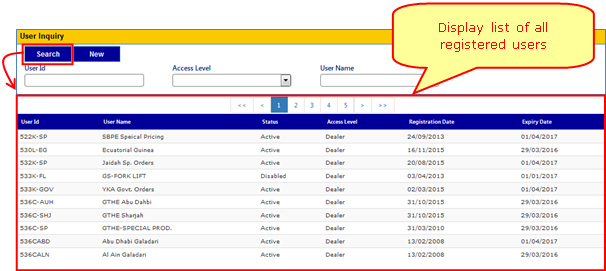 User Inquiry
Display list of all
registered users
Search New
User Id Access Level User Name
<< < 1 2 3 4 5 > >>
User Id User Name Status Access Level Registration Date Expiry Date
522K-SP SBPE Speical Pricing Active Dealer 24/09/2013 01/04/2017
530L-EG Ecuatorial Guinea Active Dealer 16/11/2015 29/03/2016
532K-SP Jaidah Sp. Orders Active Dealer 20/08/2015 01/04/2017
533K-FL GS-FORK LIFT Disabled Dealer 03/04/2013 01/01/2017
533K-GOV YKA Govt. Orders Active Dealer 02/03/2015 01/04/2017
536C-AUH GTHE Abu Dahbi Active Dealer 31/10/2015 29/03/2016
536C-SHJ GTHE Sharjah Active Dealer 31/10/2015 29/03/2016
536C-SP GTHE-SPECIAL PROD. Active Dealer 31/03/2010 29/03/2016
536CABD Abu Dhabi Galadari Active Dealer 13/02/2008 01/04/2017
536CALN Al Ain Galadari Active Dealer 13/02/2008 29/03/2016